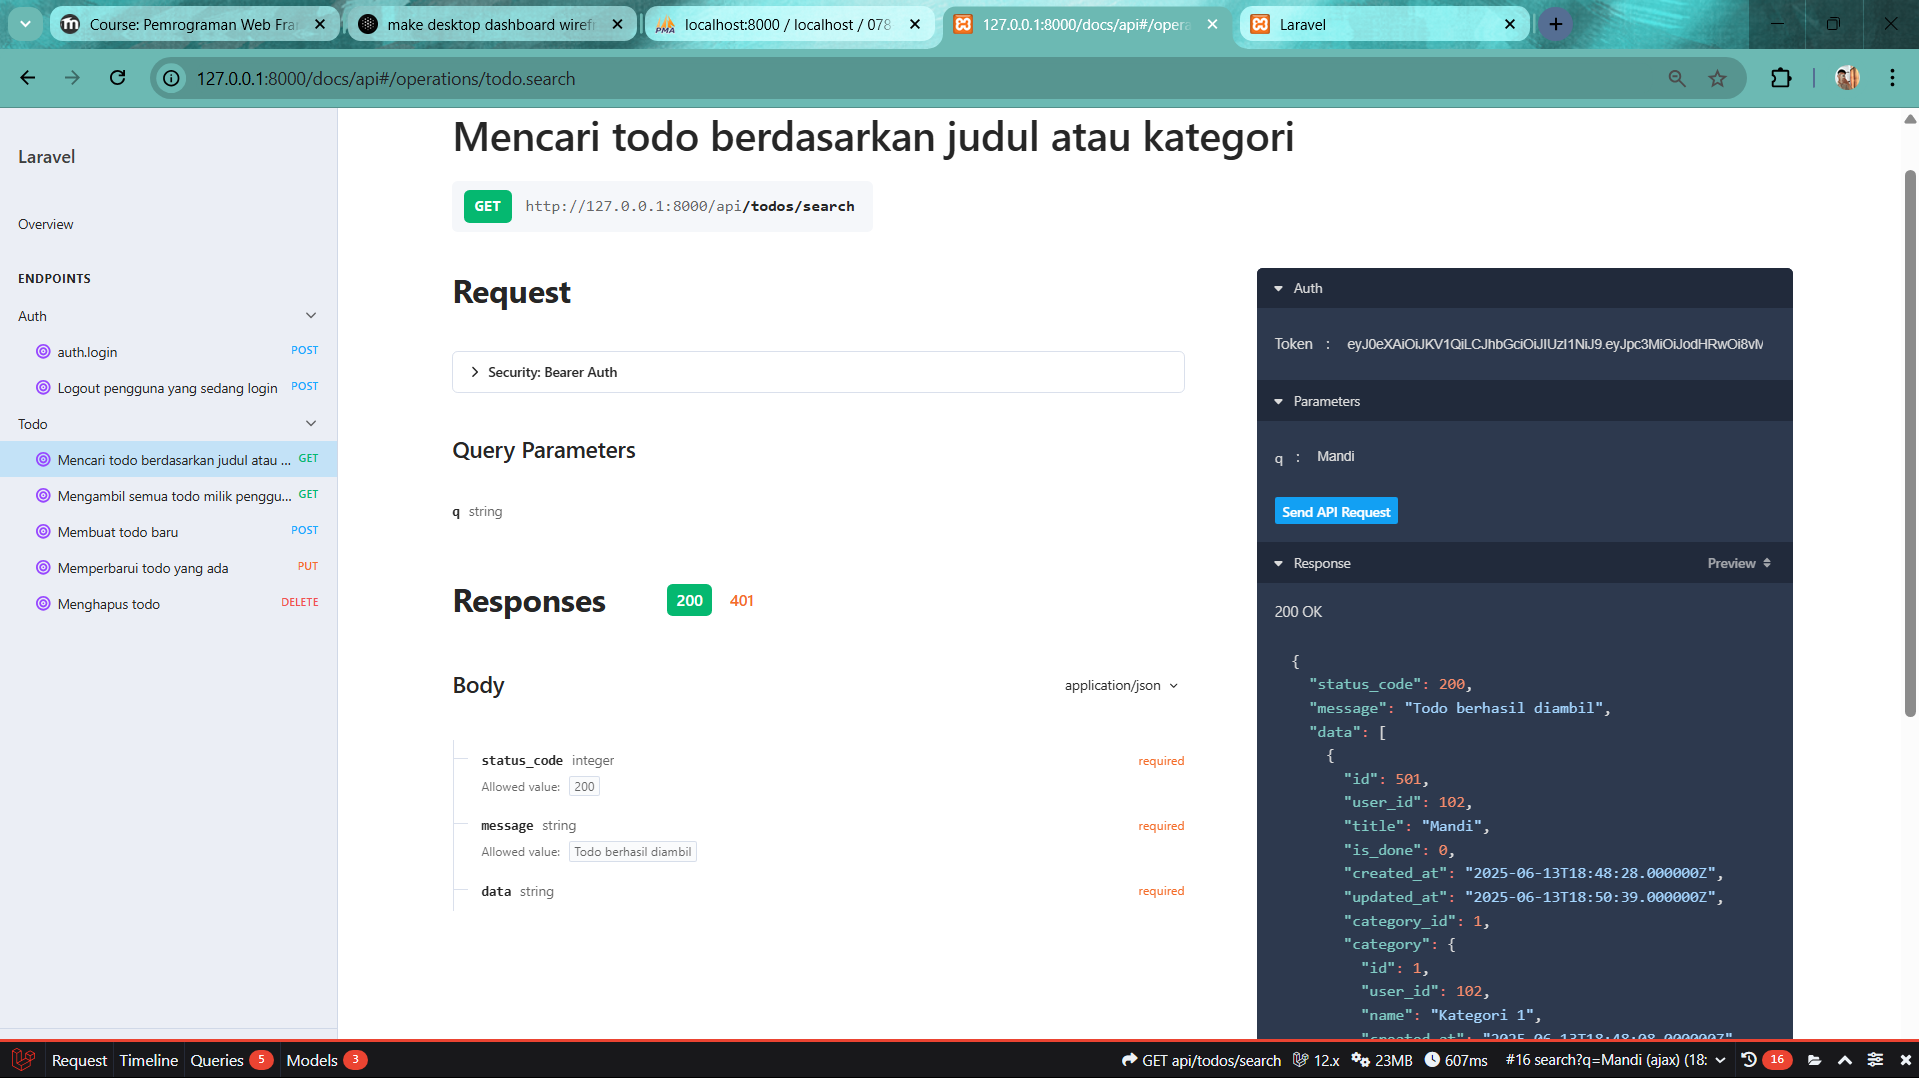 Course: Pemrograman Web Fra
make desktop dashboard wirefr
PMA localhost:8000 / localhost / 078
127.0.0.1:8000/docs/api#/opera
Laravel
127.0.0.1:8000/docs/api#/operations/todo.search
Laravel
Overview
ENDPOINTS
Auth
auth.login POST
Logout pengguna yang sedang login POST
Todo
Mencari todo berdasarkan judul atau ... GET
Mengambil semua todo milik penggu... GET
Membuat todo baru POST
Memperbarui todo yang ada PUT
Menghapus todo DELETE
Mencari todo berdasarkan judul atau kategori
GET http://127.0.0.1:8000/api/todos/search
Request
Security: Bearer Auth
Query Parameters
q string
Responses 200 401
Body application/json
status_code integer required
Allowed value: 200
message string required
Allowed value: Todo berhasil diambil
data string required
Auth
Token :
Parameters
q : Mandi
Send API Request
Response Preview
200 OK
{
"status_code": 200,
"message": "Todo berhasil diambil",
"data": [
{
"id": 501,
"user_id": 102,
"title": "Mandi",
"is_done": 0,
"created_at": "2025-06-13T18:48:28.000000Z",
"updated_at": "2025-06-13T18:50:39.000000Z",
"category_id": 1,
"category": {
"id": 1,
"user_id": 102,
"name": "Kategori 1",
"created_at": "2025-06-13T18:48:08.000000Z"
Request Timeline Queries 5 Models 3 GET api/todos/search 12.x 23MB 607ms #16 search?q=Mandi (ajax) (18: 16